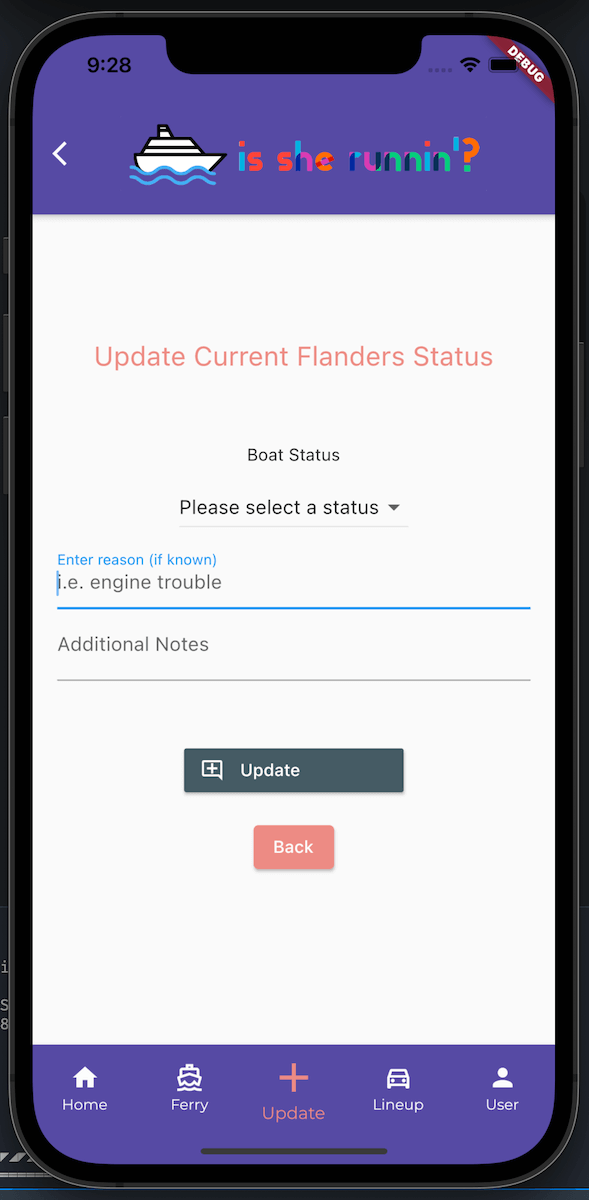 9:28
DEBUG
is she runnin'?
Update Current Flanders Status
Boat Status
Please select a status
Enter reason (if known)
i.e. engine trouble
Additional Notes
Update
Back
i
S
8
Home
Ferry
Update
Lineup
User